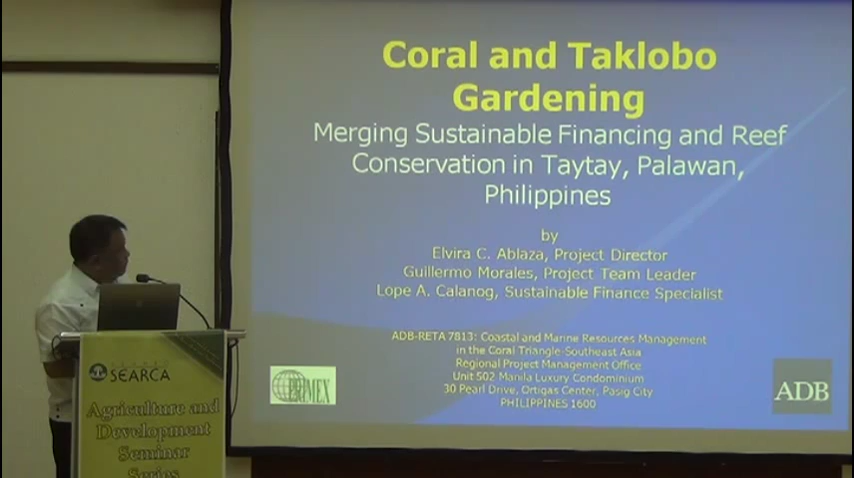 Coral and Taklobo
Gardening
Merging Sustainable Financing and Reef
Conservation in Taytay, Palawan,
Philippines
by
Elvira C. Ablaza, Project Director
Guillermo Morales, Project Team Leader
Lope A. Calanog, Sustainable Finance Specialist
ADB-RETA 7813: Coastal and Marine Resources Management
in the Coral Triangle-Southeast Asia
Regional Project Management Office
Unit 502 Manila Luxury Condominium
30 Pearl Drive, Ortigas Center, Pasig City
PHILIPPINES 1600
PRIMEX
ADB
SEARCA
Agriculture and
Development
Seminar
Series